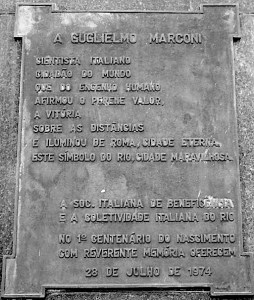 A GUGLIELMO MARCONI
CIENTISTA ITALIANO
CIDADÃO DO MUNDO
QUE DO ENGENHO HUMANO
AFIRMOU O PERENE VALOR,
A VITÓRIA
SOBRE AS DISTÂNCIAS
E ILUMINOU DE ROMA, CIDADE ETERNA,
ESTE SÍMBOLO DO RIO, CIDADE MARAVILHOSA.
A SOC. ITALIANA DE BENEFICÊNCIA
E A COLETIVIDADE ITALIANA DO RIO
NO 1º CENTENÁRIO DO NASCIMENTO
COM REVERENTE MEMÓRIA OFERECEM
28 DE JULHO DE 1974